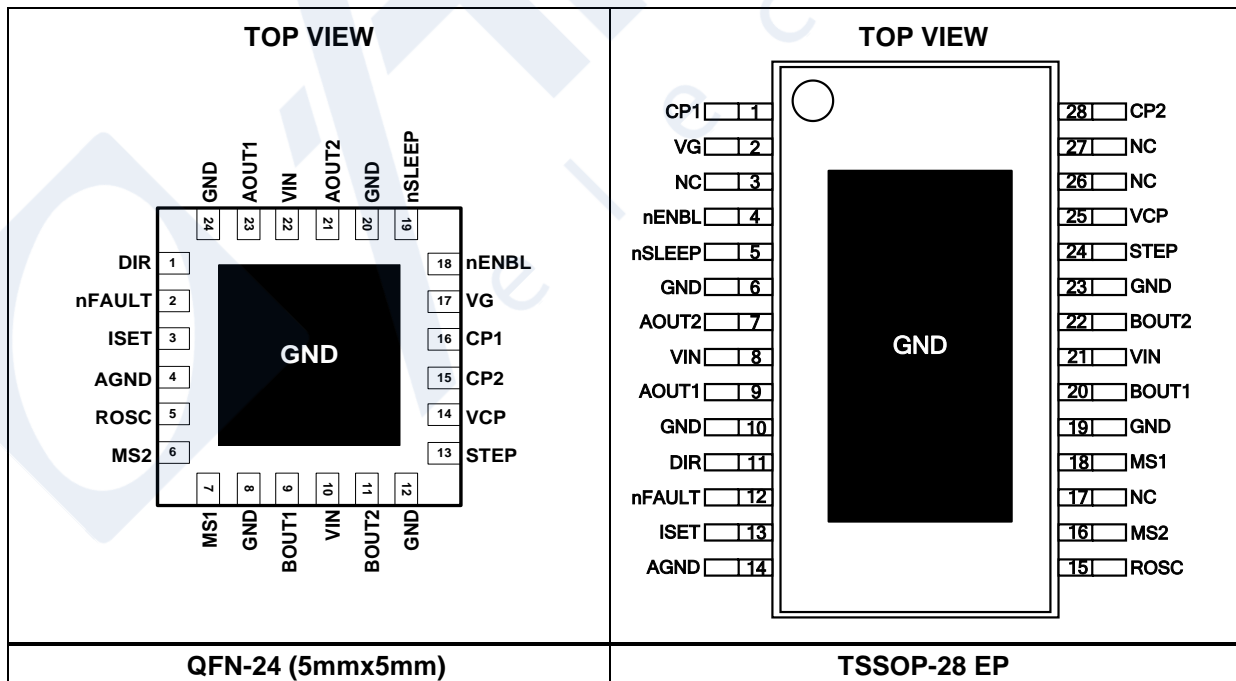 TOP VIEW
GND
AOUT1
VIN
AOUT2
GND
nSLEEP
24
23
22
21
20
19
DIR 1
nFAULT 2
ISET 3
AGND 4
ROSC 5
MS2 6
18 nENBL
17 VG
16 CP1
15 CP2
14 VCP
13 STEP
GND
7
8
9
10
11
12
MS1
GND
BOUT1
VIN
BOUT2
GND
QFN-24 (5mmx5mm)
TOP VIEW
CP1 1
VG 2
NC 3
nENBL 4
nSLEEP 5
GND 6
AOUT2 7
VIN 8
AOUT1 9
GND 10
DIR 11
nFAULT 12
ISET 13
AGND 14
GND
28 CP2
27 NC
26 NC
25 VCP
24 STEP
23 GND
22 BOUT2
21 VIN
20 BOUT1
19 GND
18 MS1
17 NC
16 MS2
15 ROSC
TSSOP-28 EP